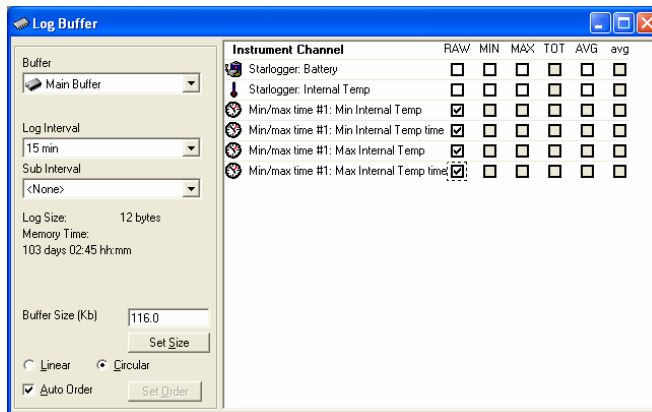 Log Buffer
Buffer
Main Buffer
Log Interval
15 min
Sub Interval
<None>
Log Size: 12 bytes
Memory Time:
103 days 02:45 hh:mm
Buffer Size (Kb) 116.0
Set Size
Linear Circular
Auto Order Set Order
Instrument Channel RAW MIN MAX TOT AVG avg
Starlogger: Battery
Starlogger: Internal Temp
Min/max time #1: Min Internal Temp
Min/max time #1: Min Internal Temp time
Min/max time #1: Max Internal Temp
Min/max time #1: Max Internal Temp time